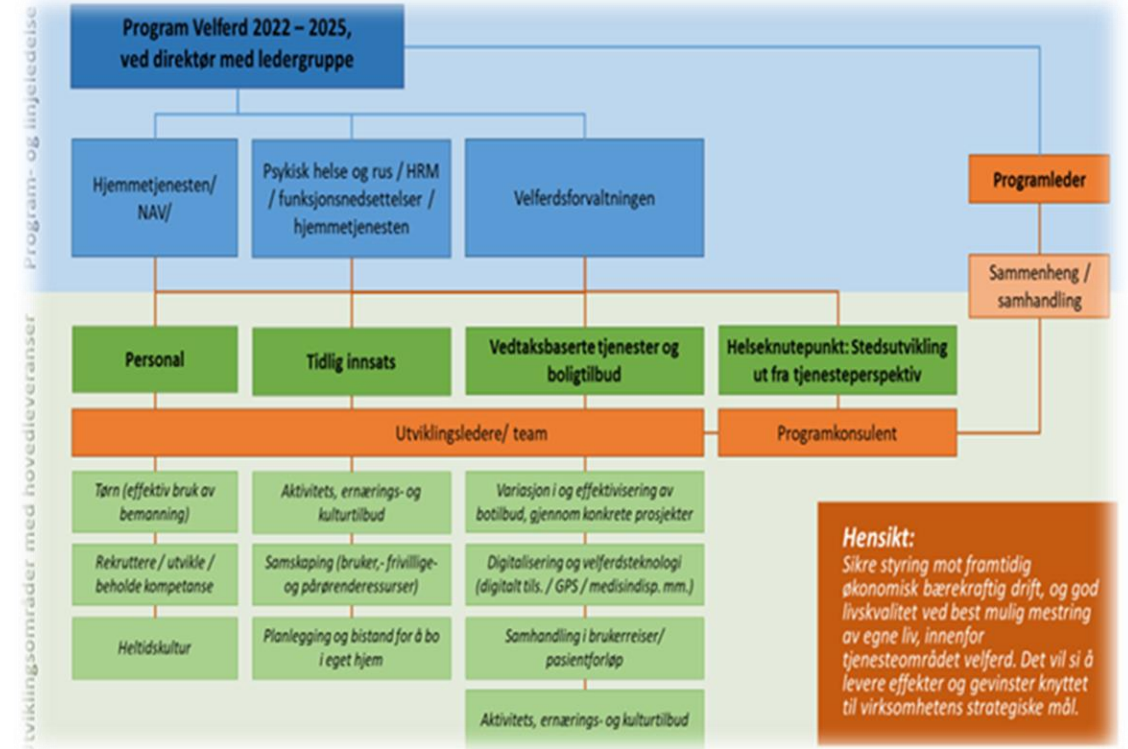 Program- og linjeledelse
Program Velferd 2022 – 2025,
ved direktør med ledergruppe
Hjemmetjenesten/
NAV/
Psykisk helse og rus / HRM
/ funksjonsnedsettelser /
hjemmetjenesten
Velferdsforvaltningen
Programleder
Sammenheng /
samhandling
Utviklingsområder med hovedleveranser
Personal
Tidlig innsats
Vedtaksbaserte tjenester og
boligtilbud
Helseknutepunkt: Stedsutvikling
ut fra tjenesteperspektiv
Utviklingsledere/ team
Programkonsulent
Tørn (effektiv bruk av
bemanning)
Rekruttere / utvikle /
beholde kompetanse
Heltidskultur
Aktivitets, ernærings- og
kulturtilbud
Samskaping (bruker,- frivillige-
og pårørenderessurser)
Planlegging og bistand for å bo
i eget hjem
Variasjon i og effektivisering av
botilbud, gjennom konkrete prosjekter
Digitalisering og velferdsteknologi
(digitalt tils. / GPS / medisindisp. mm.)
Samhandling i brukerreiser/
pasientforløp
Aktivitets, ernærings- og kulturtilbud
Hensikt:
Sikre styring mot framtidig
økonomisk bærekraftig drift, og god
livskvalitet ved best mulig mestring
av egne liv, innenfor
tjenesteområdet velferd. Det vil si å
levere effekter og gevinster knyttet
til virksomhetens strategiske mål.